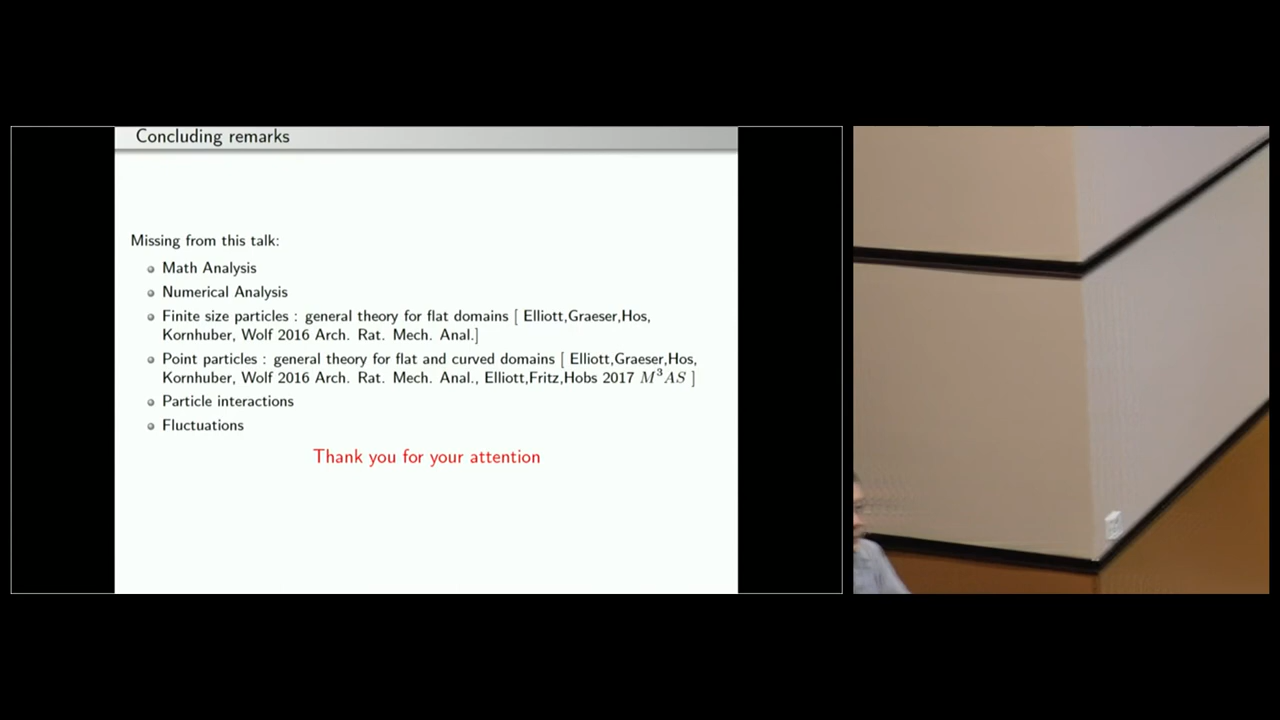 Concluding remarks
Missing from this talk:
Math Analysis
Numerical Analysis
Finite size particles : general theory for flat domains [ Elliott,Graeser,Hos,
Kornhuber, Wolf 2016 Arch. Rat. Mech. Anal.]
Point particles : general theory for flat and curved domains [ Elliott,Graeser,Hos,
Kornhuber, Wolf 2016 Arch. Rat. Mech. Anal., Elliott,Fritz,Hobs 2017 M³AS ]
Particle interactions
Fluctuations
Thank you for your attention